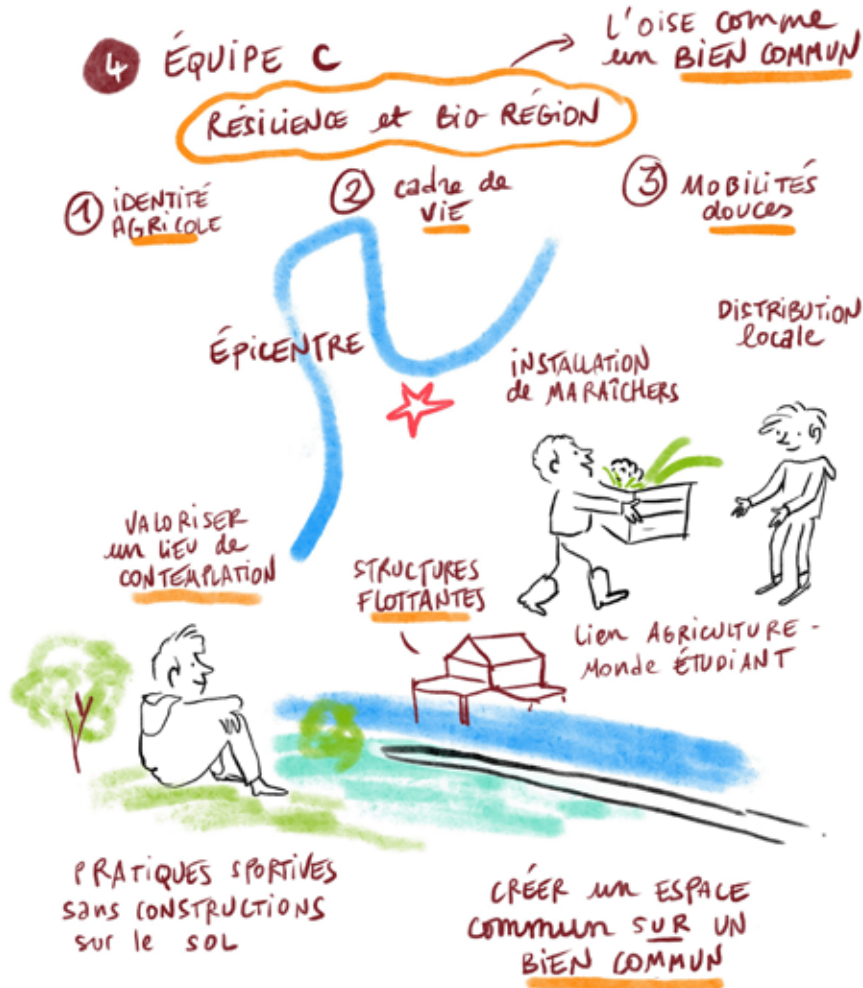 4 ÉQUIPE C
L'OISE comme
un BIEN COMMUN
RÉSILIENCE et BIO-RÉGION
1 IDENTITÉ
AGRICOLE
2 cadre de
VIE
3 MOBILITÉS
douces
ÉPICENTRE
DISTRIBUTION
locale
INSTALLATION
de MARAÎCHERS
VALORISER
un LIEU DE
CONTEMPLATION
STRUCTURES
FLOTTANTES
Lien AGRICULTURE -
Monde ÉTUDIANT
PRATIQUES SPORTIVES
sans CONSTRUCTIONS
sur le SOL
CRÉER un ESPACE
commun SUR UN
BIEN COMMUN